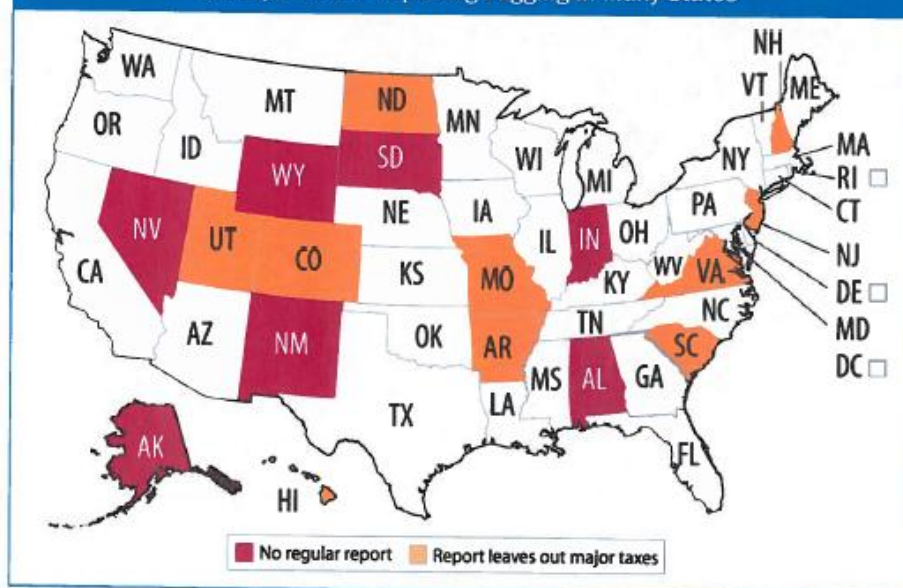 WA
MT
ND
MN
OR
ID
WY
SD
WI
MI
NY
VT
NH
ME
MA
RI
CT
NJ
DE
MD
DC
NV
UT
CO
NE
IA
IL
IN
OH
PA
WV
VA
CA
KS
MO
KY
NC
AZ
NM
OK
AR
TN
SC
MS
AL
GA
TX
LA
FL
AK
HI
No regular report
Report leaves out major taxes